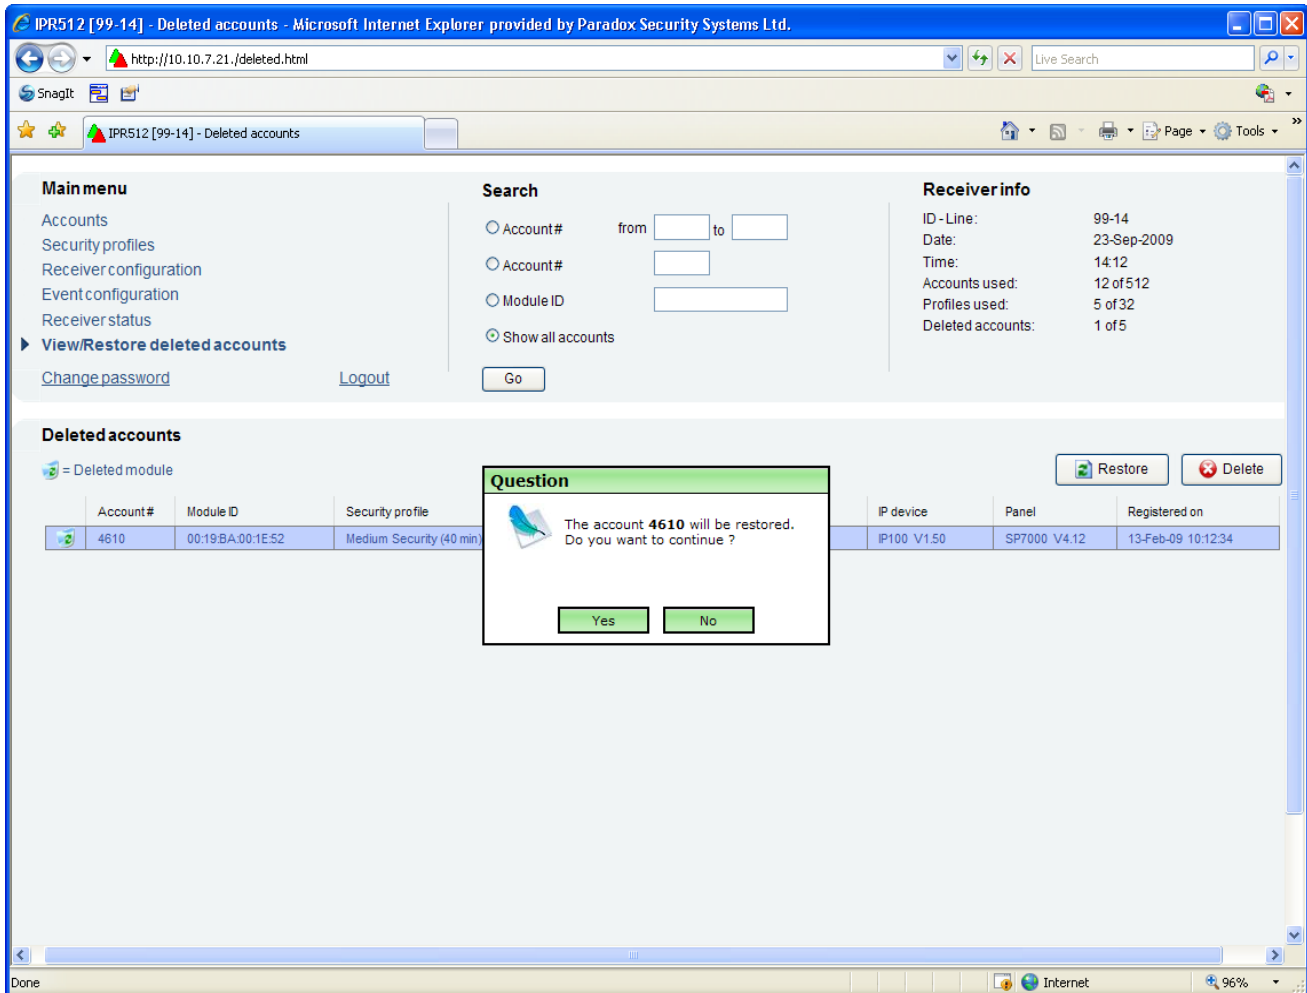 IPR512 [99-14] - Deleted accounts - Microsoft Internet Explorer provided by Paradox Security Systems Ltd.
http://10.10.7.21./deleted.html
Live Search
SnagIt
IPR512 [99-14] - Deleted accounts
Page
Tools
Main menu
Accounts
Security profiles
Receiver configuration
Event configuration
Receiver status
View/Restore deleted accounts
Change password
Logout
Search
Account # from to
Account #
Module ID
Show all accounts
Go
Receiver info
ID - Line: 99-14
Date: 23-Sep-2009
Time: 14:12
Accounts used: 12 of 512
Profiles used: 5 of 32
Deleted accounts: 1 of 5
Deleted accounts
= Deleted module
Restore
Delete
Account # Module ID Security profile IP device Panel Registered on
4610 00:19:BA:00:1E:52 Medium Security (40 min) IP100 V1.50 SP7000 V4.12 13-Feb-09 10:12:34
Question
The account 4610 will be restored.
Do you want to continue ?
Yes
No
Done
Internet
96%